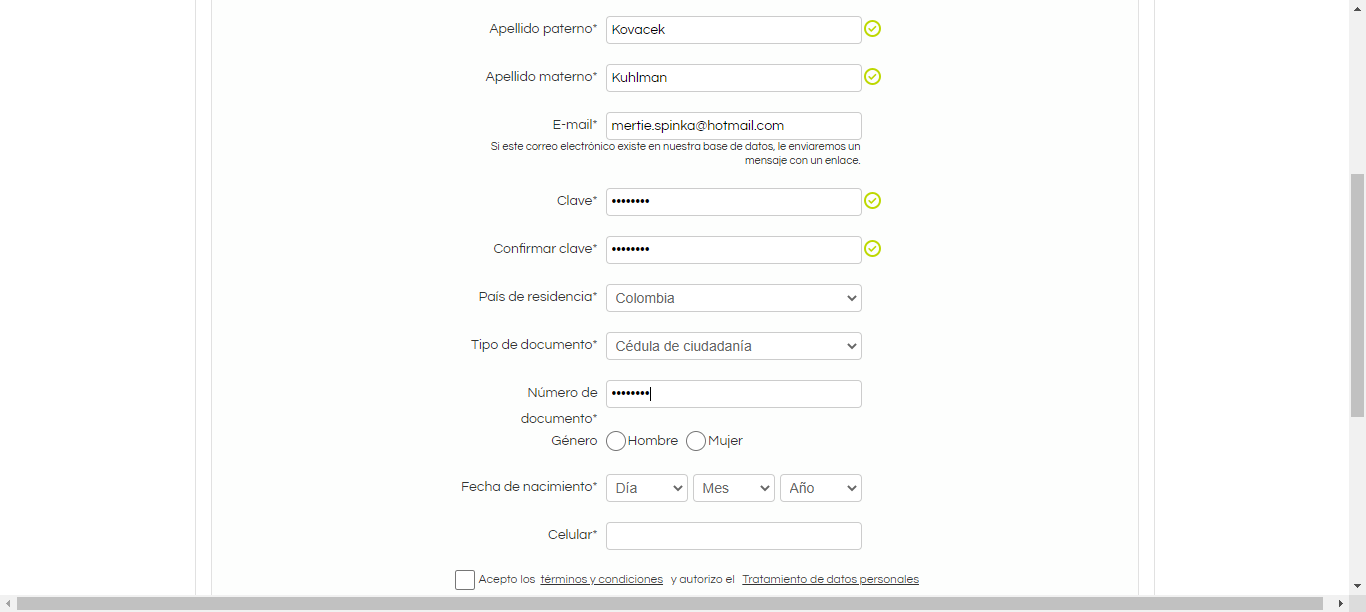 Apellido paterno* Kovacek
Apellido materno* Kuhlman
E-mail* mertie.spinka@hotmail.com
Si este correo electrónico existe en nuestra base de datos, le enviaremos un
mensaje con un enlace.
Clave* ••••••••
Confirmar clave* ••••••••
País de residencia* Colombia
Tipo de documento* Cédula de ciudadanía
Número de ••••••••
documento*
Género Hombre Mujer
Fecha de nacimiento* Día Mes Año
Celular*
Acepto los términos y condiciones y autorizo el Tratamiento de datos personales